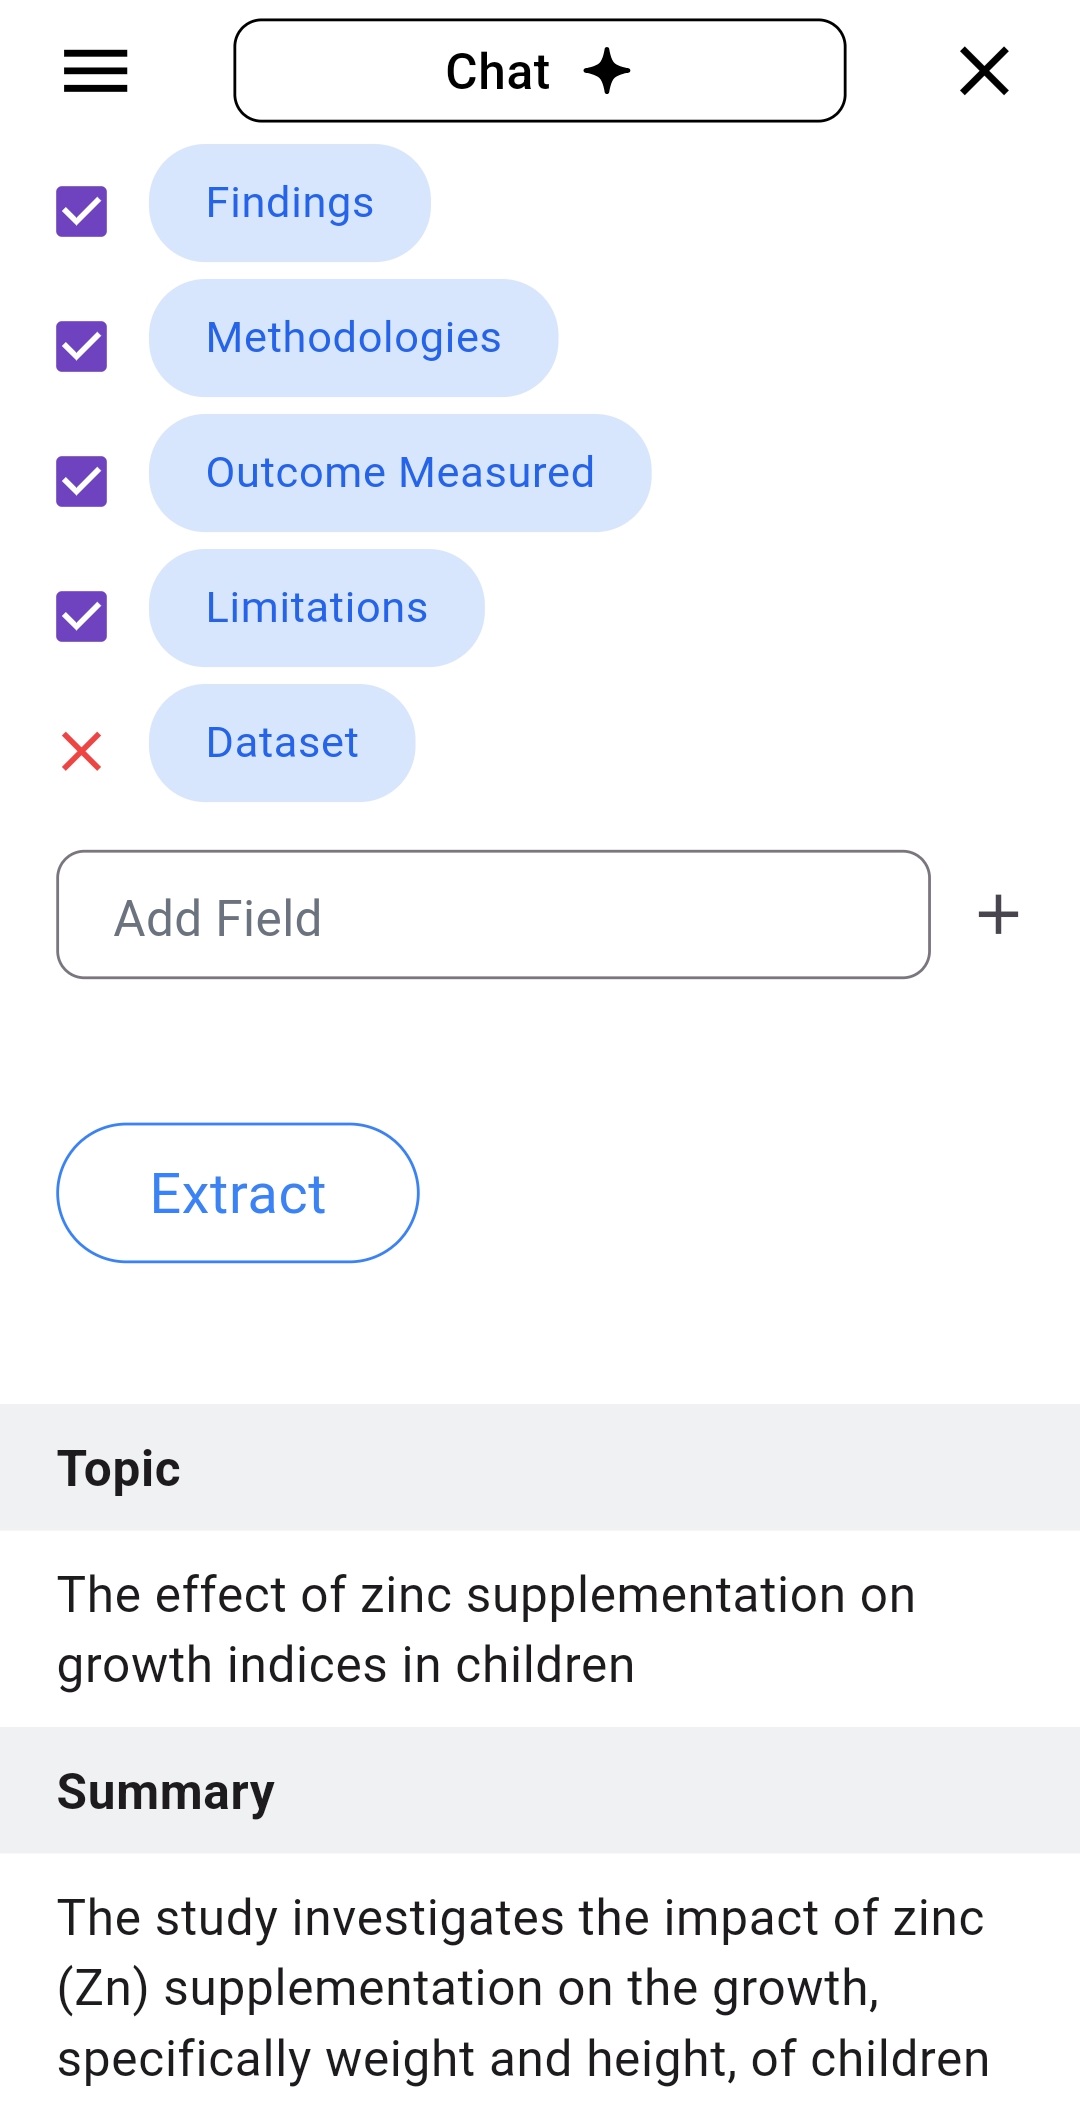 Chat
Findings
Methodologies
Outcome Measured
Limitations
Dataset
Add Field
Extract
Topic
The effect of zinc supplementation on
growth indices in children
Summary
The study investigates the impact of zinc
(Zn) supplementation on the growth,
specifically weight and height, of children